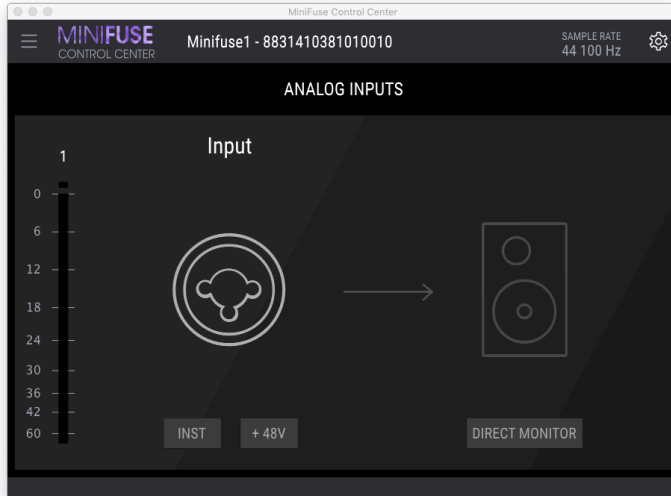 MiniFuse Control Center
MINIFUSE
CONTROL CENTER
Minifuse1 - 8831410381010010
SAMPLE RATE
44 100 Hz
ANALOG INPUTS
1
Input
0
6
12
18
24
30
36
42
60
INST
+ 48V
DIRECT MONITOR